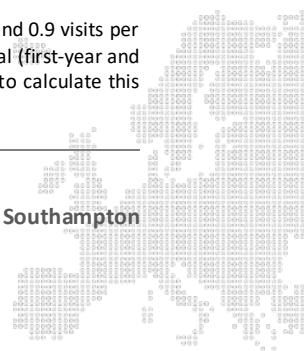 nd 0.9 visits per
al (first-year and
to calculate this
Southampton